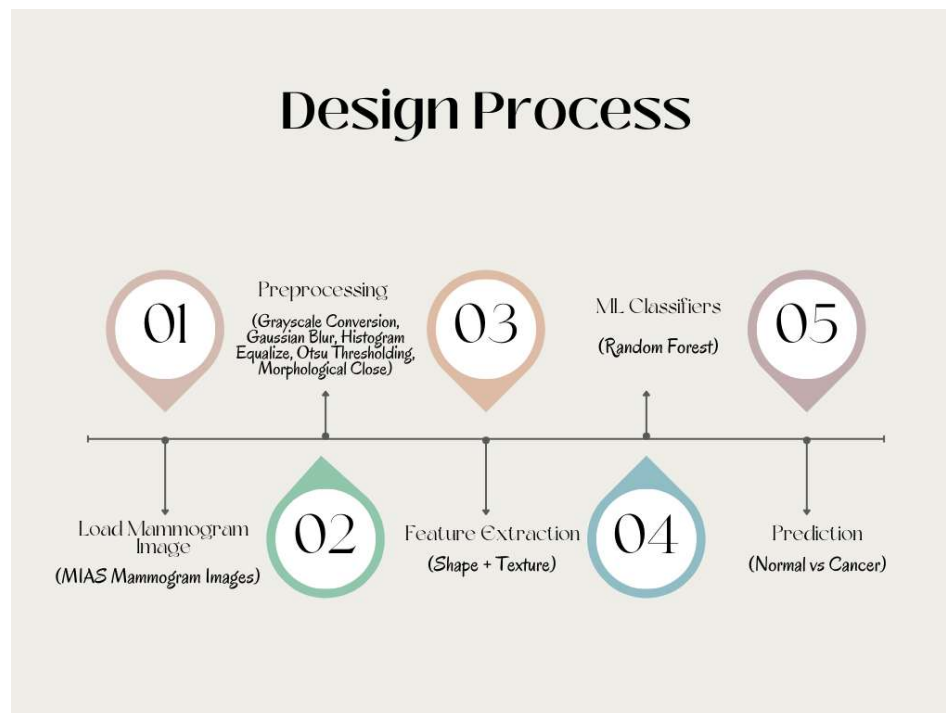 Design Process
01
Load Mammogram
Image
(MIAS Mammogram Images)
02
Preprocessing
(Grayscale Conversion,
Gaussian Blur, Histogram
Equalize, Otsu Thresholding,
Morphological Close)
03
Feature Extraction
(Shape + Texture)
04
ML Classifiers
(Random Forest)
05
Prediction
(Normal vs Cancer)